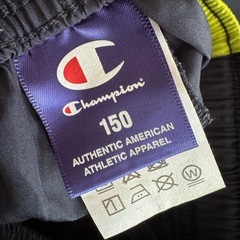 Champion
150
AUTHENTIC AMERICAN
ATHLETIC APPAREL